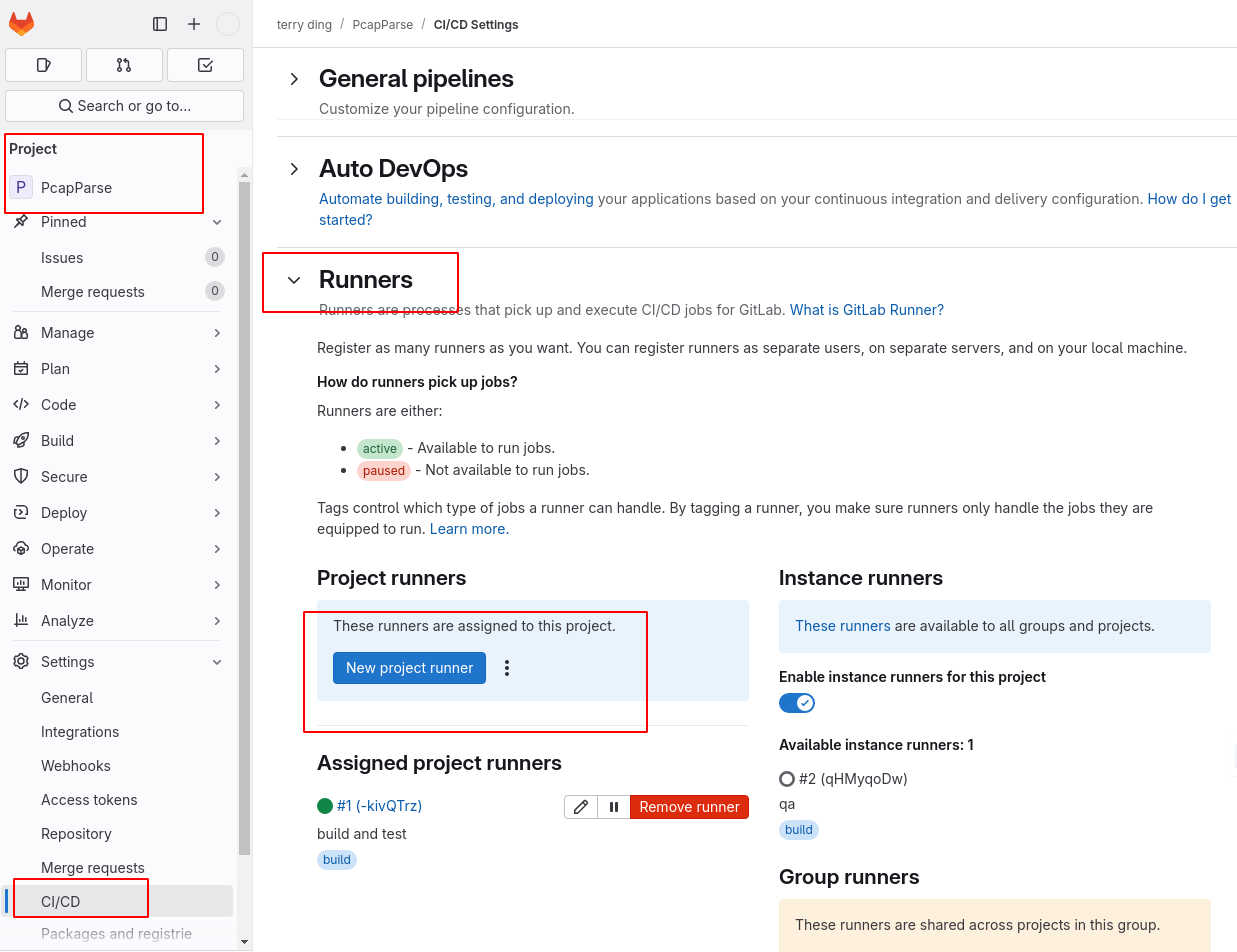 terry ding / PcapParse / CI/CD Settings
Search or go to...
Project
P PcapParse
Pinned
Issues 0
Merge requests 0
Manage
Plan
Code
Build
Secure
Deploy
Operate
Monitor
Analyze
Settings
General
Integrations
Webhooks
Access tokens
Repository
Merge requests
CI/CD
Packages and registrie
General pipelines
Customize your pipeline configuration.
Auto DevOps
Automate building, testing, and deploying your applications based on your continuous integration and delivery configuration. How do I get
started?
Runners
Runners are processes that pick up and execute CI/CD jobs for GitLab. What is GitLab Runner?
Register as many runners as you want. You can register runners as separate users, on separate servers, and on your local machine.
How do runners pick up jobs?
Runners are either:
active - Available to run jobs.
paused - Not available to run jobs.
Tags control which type of jobs a runner can handle. By tagging a runner, you make sure runners only handle the jobs they are
equipped to run. Learn more.
Project runners
These runners are assigned to this project.
New project runner
Assigned project runners
#1 (-kivQTrz)
Remove runner
build and test
build
Instance runners
These runners are available to all groups and projects.
Enable instance runners for this project
Available instance runners: 1
#2 (qHMyqoDw)
qa
build
Group runners
These runners are shared across projects in this group.